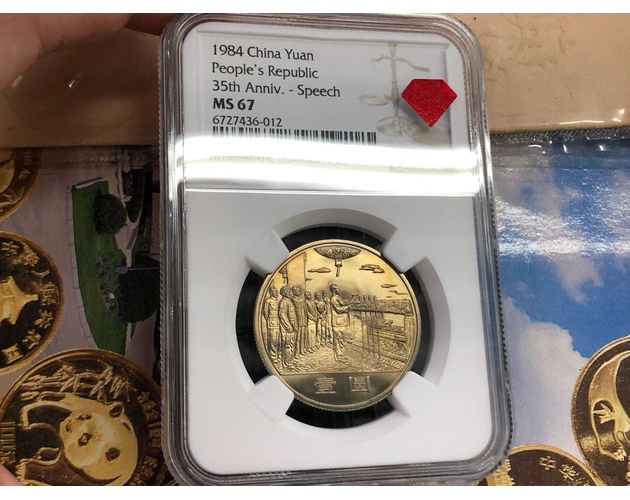 1984 China Yuan
People's Republic
35th Anniv. - Speech
MS 67
6727436-012
壹圆